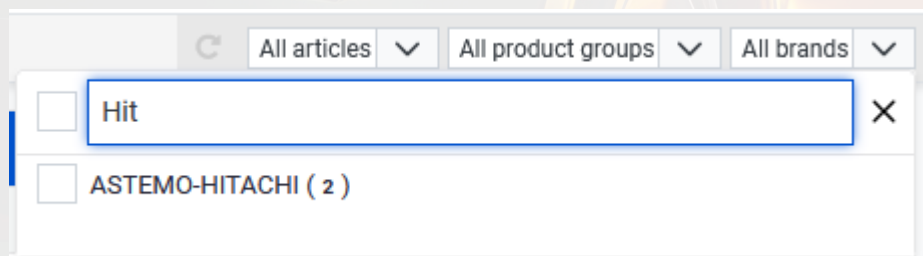 All articles All product groups All brands
Hit
ASTEMO-HITACHI ( 2 )